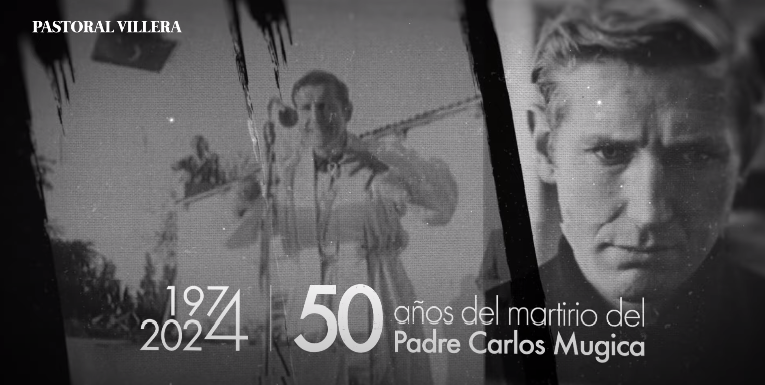 PASTORAL VILLERA
1974
2024
50
años del martirio del
Padre Carlos Mugica